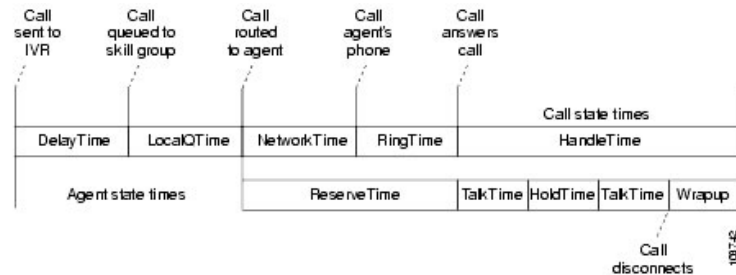 Call
sent to
IVR
Call
queued to
skill group
Call
routed
to agent
Call
agent's
phone
Call
answers
call
Call state times
DelayTime
LocalQTime
NetworkTime
RingTime
HandleTime
Agent state times
ReserveTime
TalkTime
HoldTime
TalkTime
Wrapup
Call
disconnects